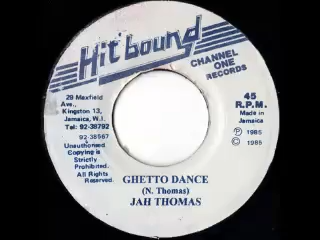 Hit bound
CHANNEL
ONE
RECORDS
29 Maxfield
Ave.,
Kingston 13,
Jamaica, W.I.
Tel: 92-38792
92-38567
Unauthorised
Copying is
Strictly
Prohibited.
All Rights
Reserved.
45
R.P.M.
Made in
Jamaica
Ⓟ 1985
© 1985
GHETTO DANCE
(N. Thomas)
JAH THOMAS